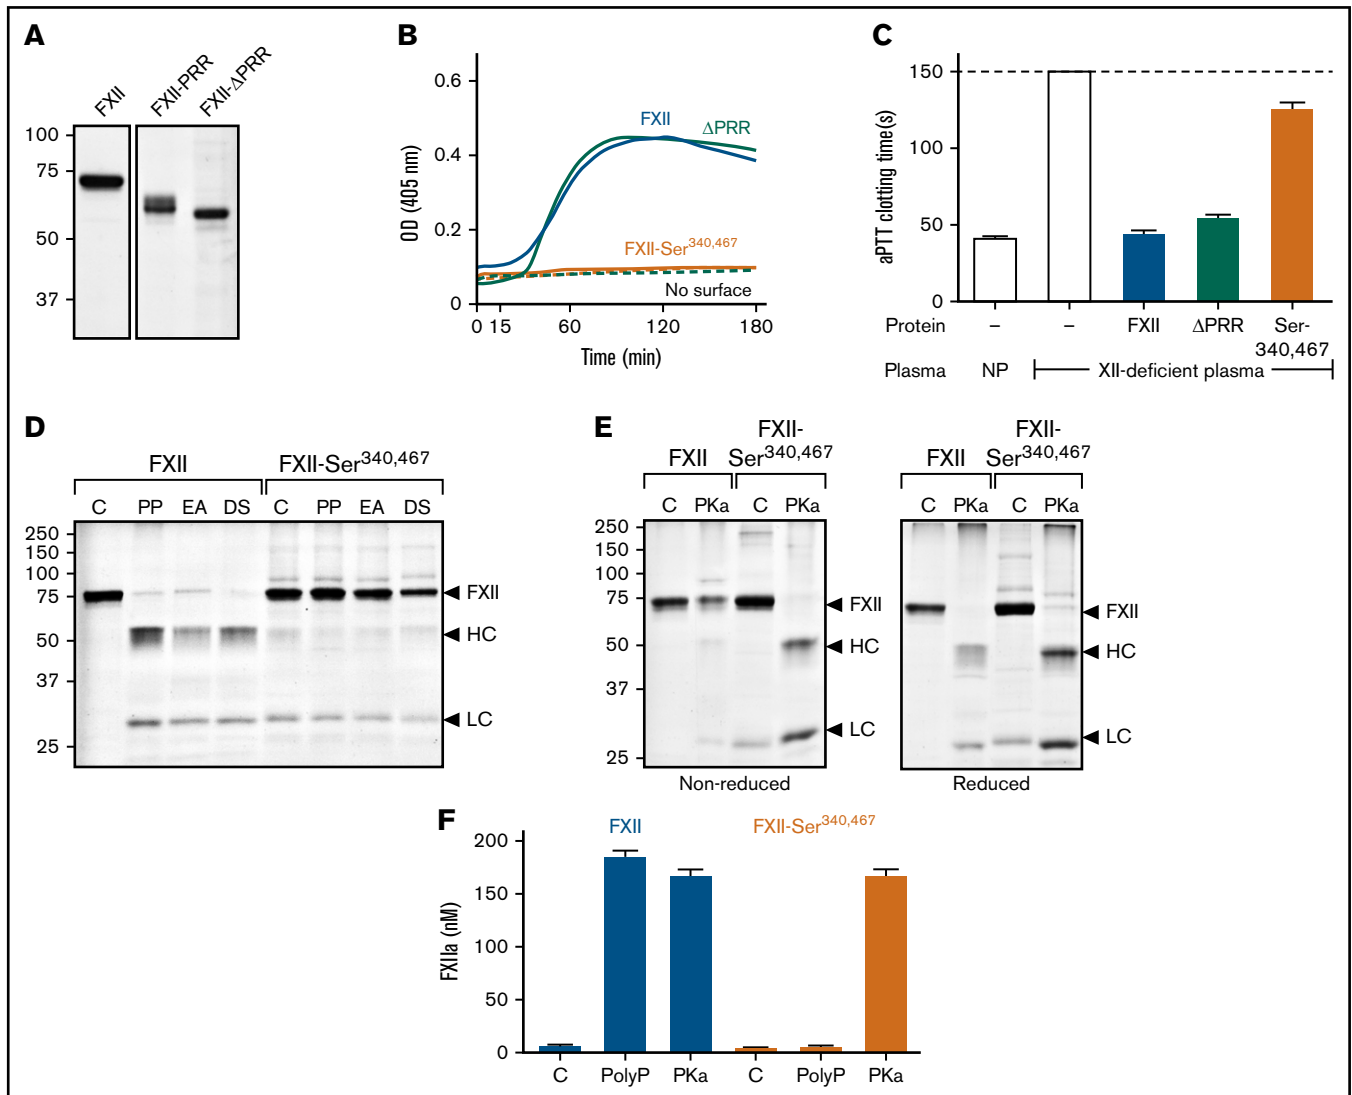 A
FXII
FXII-PRR
FXII-ΔPRR
100
75
50
37
B
OD (405 nm)
0.6
0.4
0.2
0
FXII
ΔPRR
FXII-Ser340,467
No surface
0 15 60 120 180
Time (min)
C
aPTT clotting time(s)
150
100
50
0
Protein – – FXII ΔPRR Ser-340,467
Plasma NP XII-deficient plasma
D
FXII FXII-Ser340,467
C PP EA DS C PP EA DS
250
150
100
75
50
37
25
FXII
HC
LC
E
FXII FXII-Ser340,467
C PKa C PKa
250
150
100
75
50
37
25
FXII
HC
LC
Non-reduced
FXII FXII-Ser340,467
C PKa C PKa
FXII
HC
LC
Reduced
F
FXII FXII-Ser340,467
FXIIa (nM)
200
150
100
50
0
C PolyP PKa C PolyP PKa